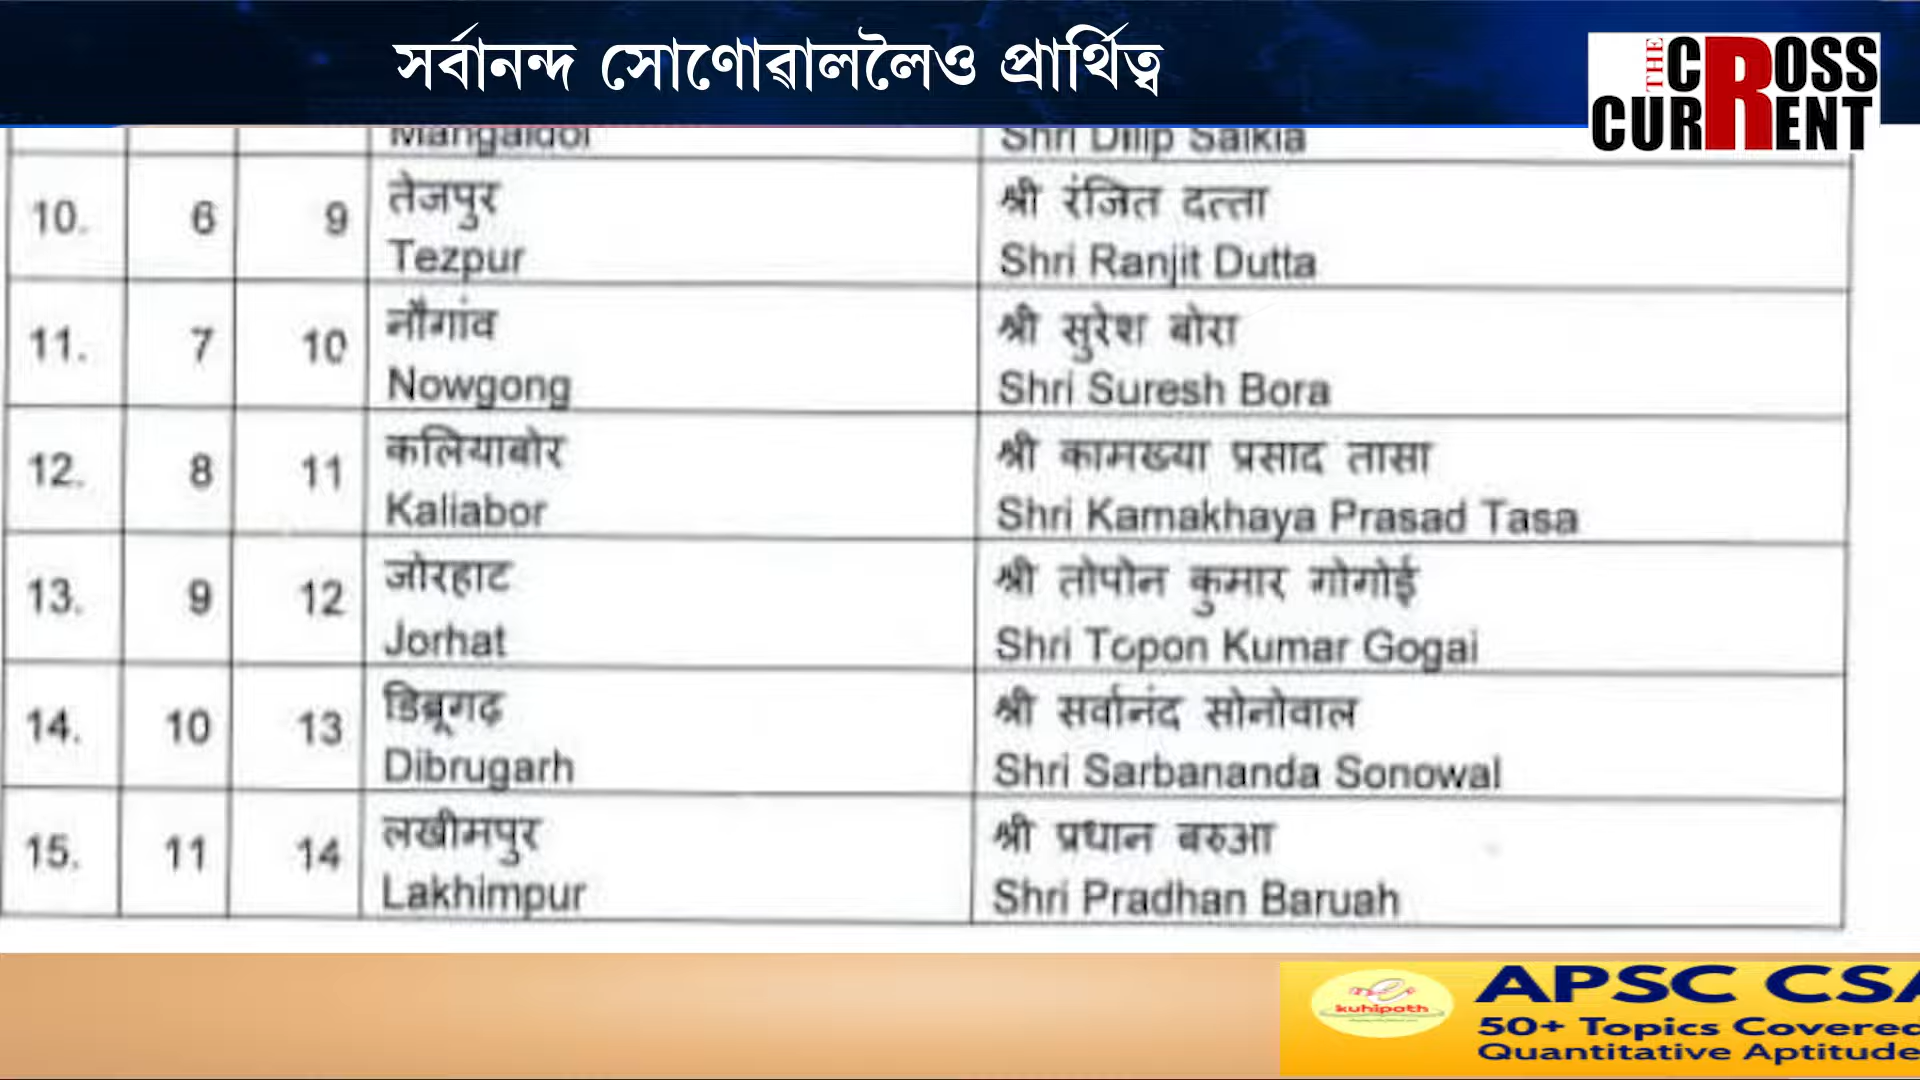 সৰ্বানন্দ সোণোৱাললৈও প্ৰাৰ্থিত্ব
THE CROSS
CURRENT
Mangaldoi Shri Dilip Saikia
10. 6 9 तेजपुर श्री रंजित दत्ता
Tezpur Shri Ranjit Dutta
11. 7 10 नौगांव श्री सुरेश बोरा
Nowgong Shri Suresh Bora
12. 8 11 कलियाबोर श्री कामख्या प्रसाद तासा
Kaliabor Shri Kamakhaya Prasad Tasa
13. 9 12 जोरहाट श्री तोपोन कुमार गोगोई
Jorhat Shri Topon Kumar Gogai
14. 10 13 डिब्रूगढ़ श्री सर्वानंद सोनोवाल
Dibrugarh Shri Sarbananda Sonowal
15. 11 14 लखीमपुर श्री प्रधान बरुआ
Lakhimpur Shri Pradhan Baruah
kuhipath
APSC CSA
50+ Topics Covered
Quantitative Aptitude